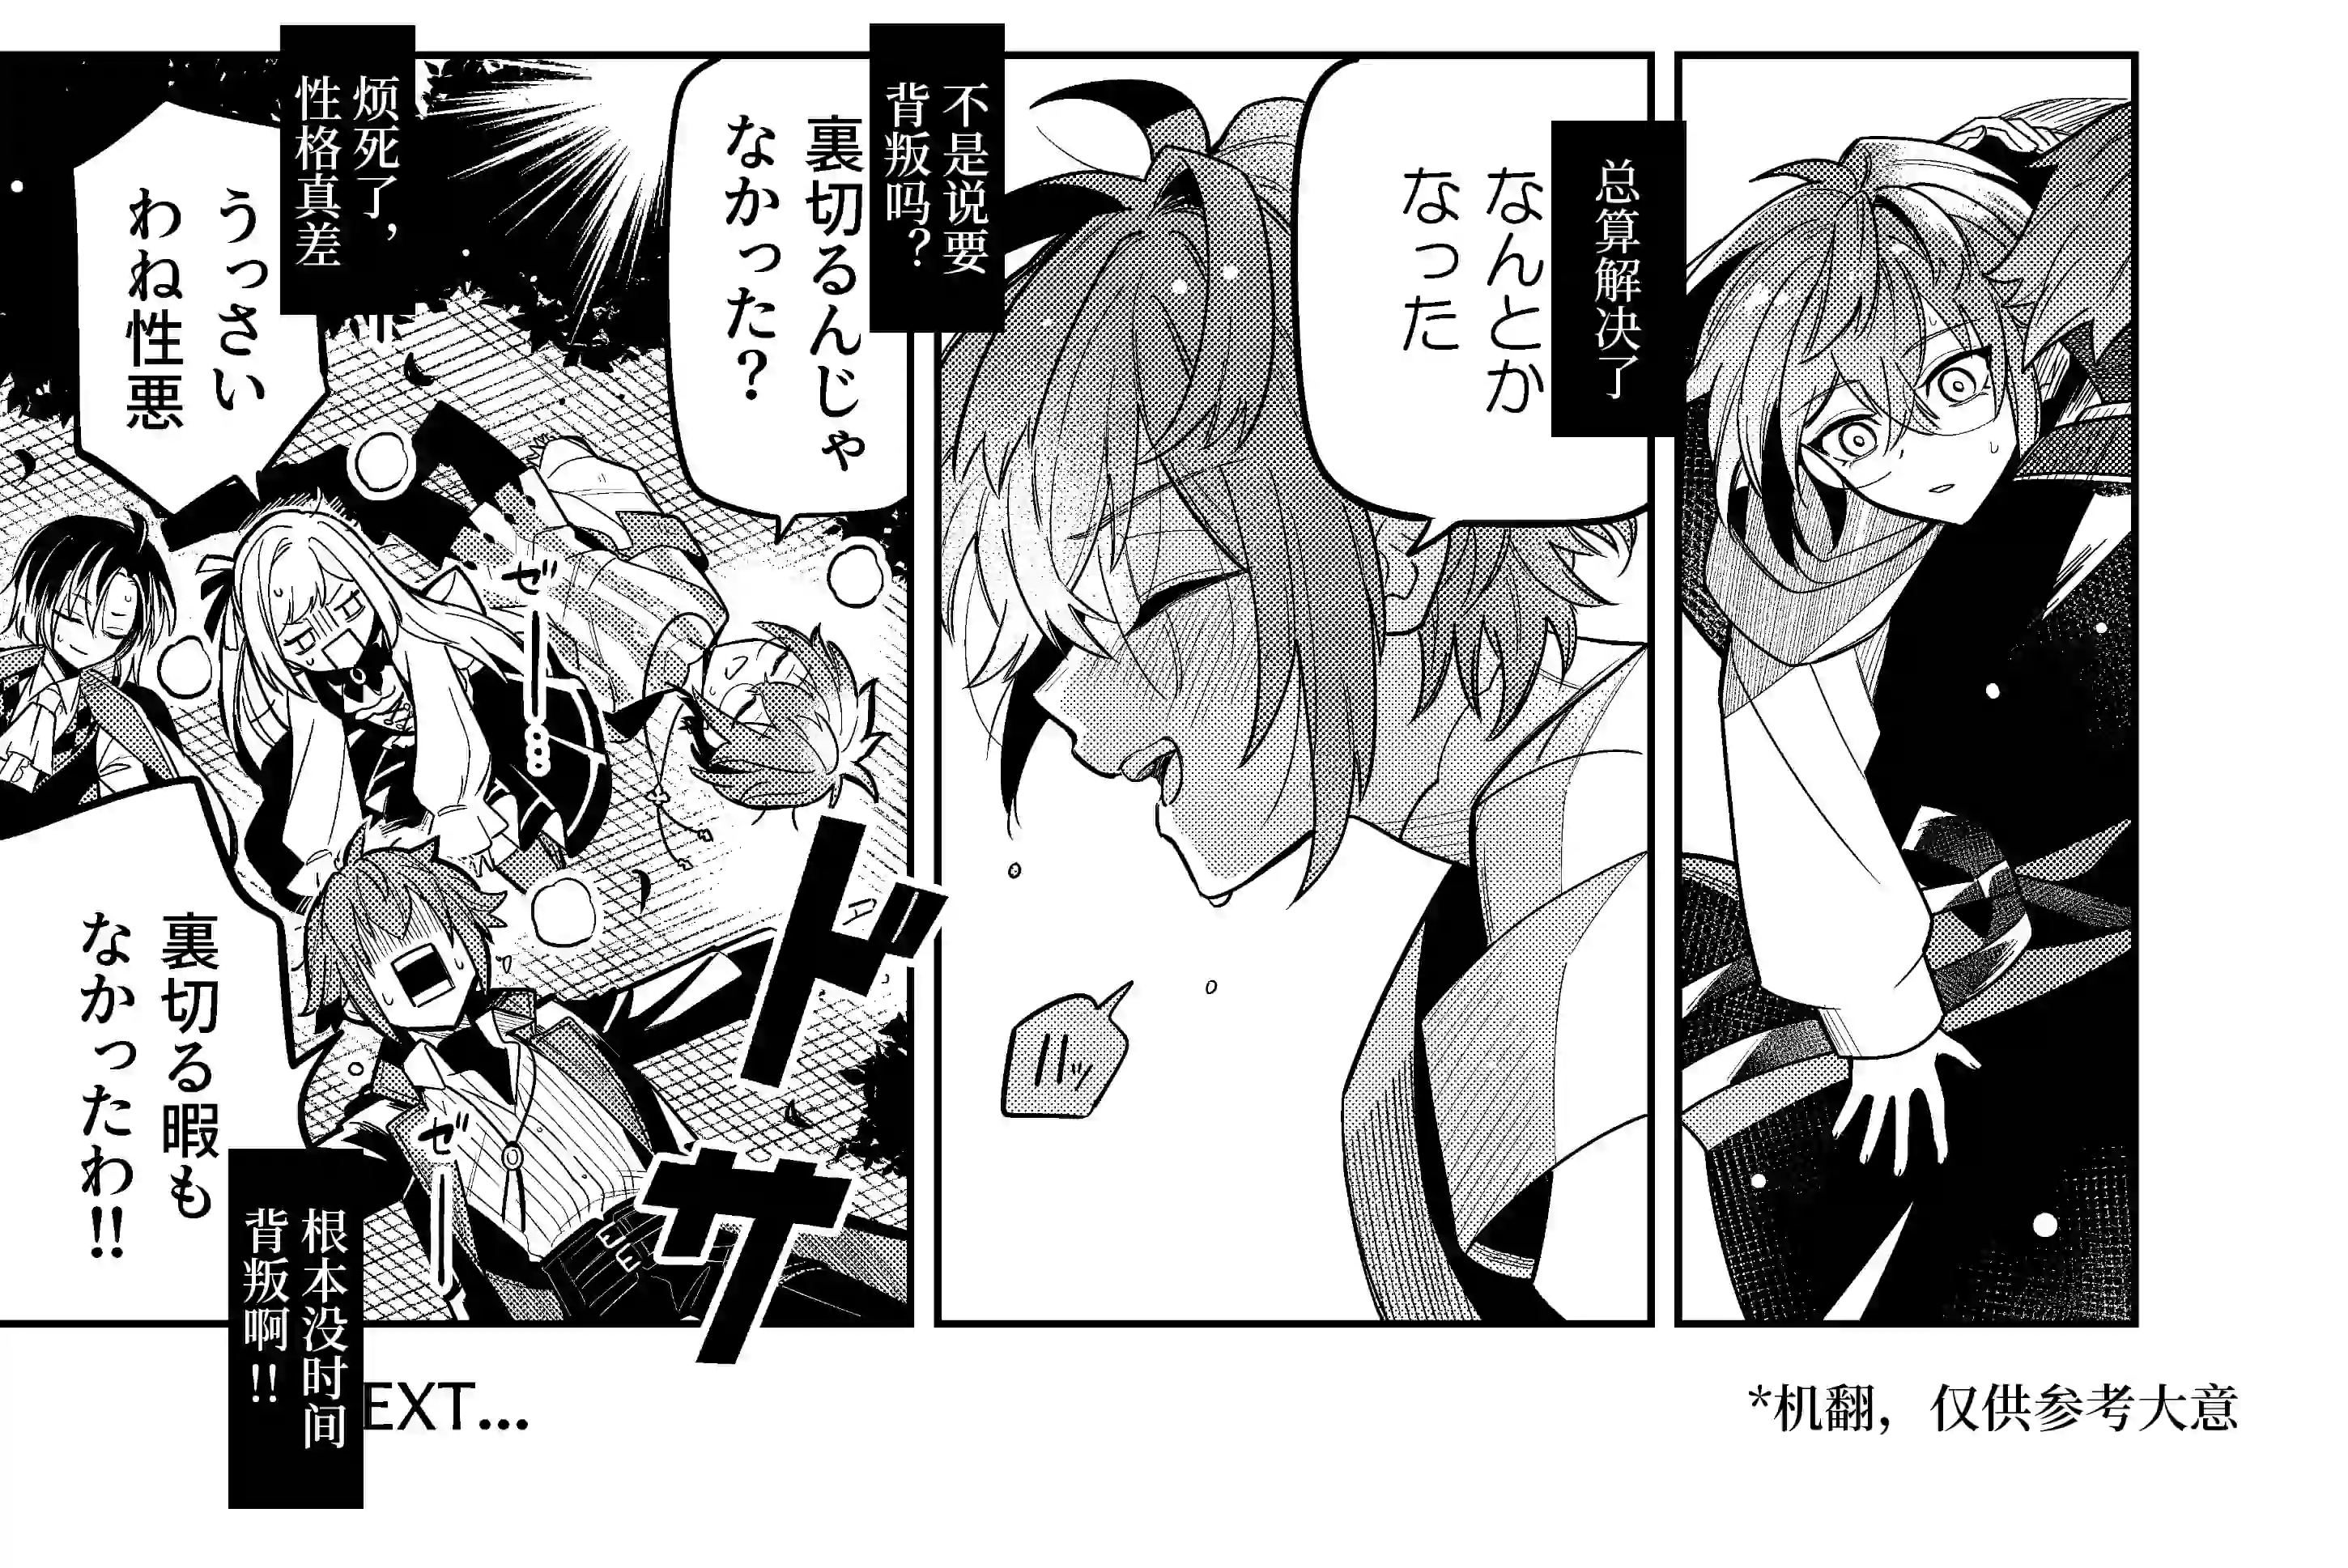 总算解决了
なんとか
なった
ハッ
不是说要
背叛吗?
裏切るんじゃ
なかった?
烦死了，
性格真差
うっさい
わね性悪
ゼー…
ドサ
ゼー
裏切る暇も
なかったわ!!
根本没时间
背叛啊!!
EXT...
*机翻，仅供参考大意